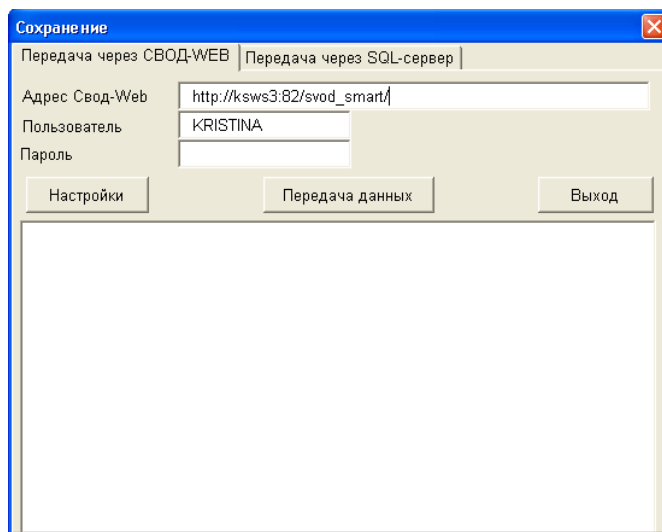 Сохранение
Передача через СВОД-WEB Передача через SQL-сервер
Адрес Свод-Web http://ksws3:82/svod_smart/
Пользователь KRISTINA
Пароль
Настройки Передача данных Выход